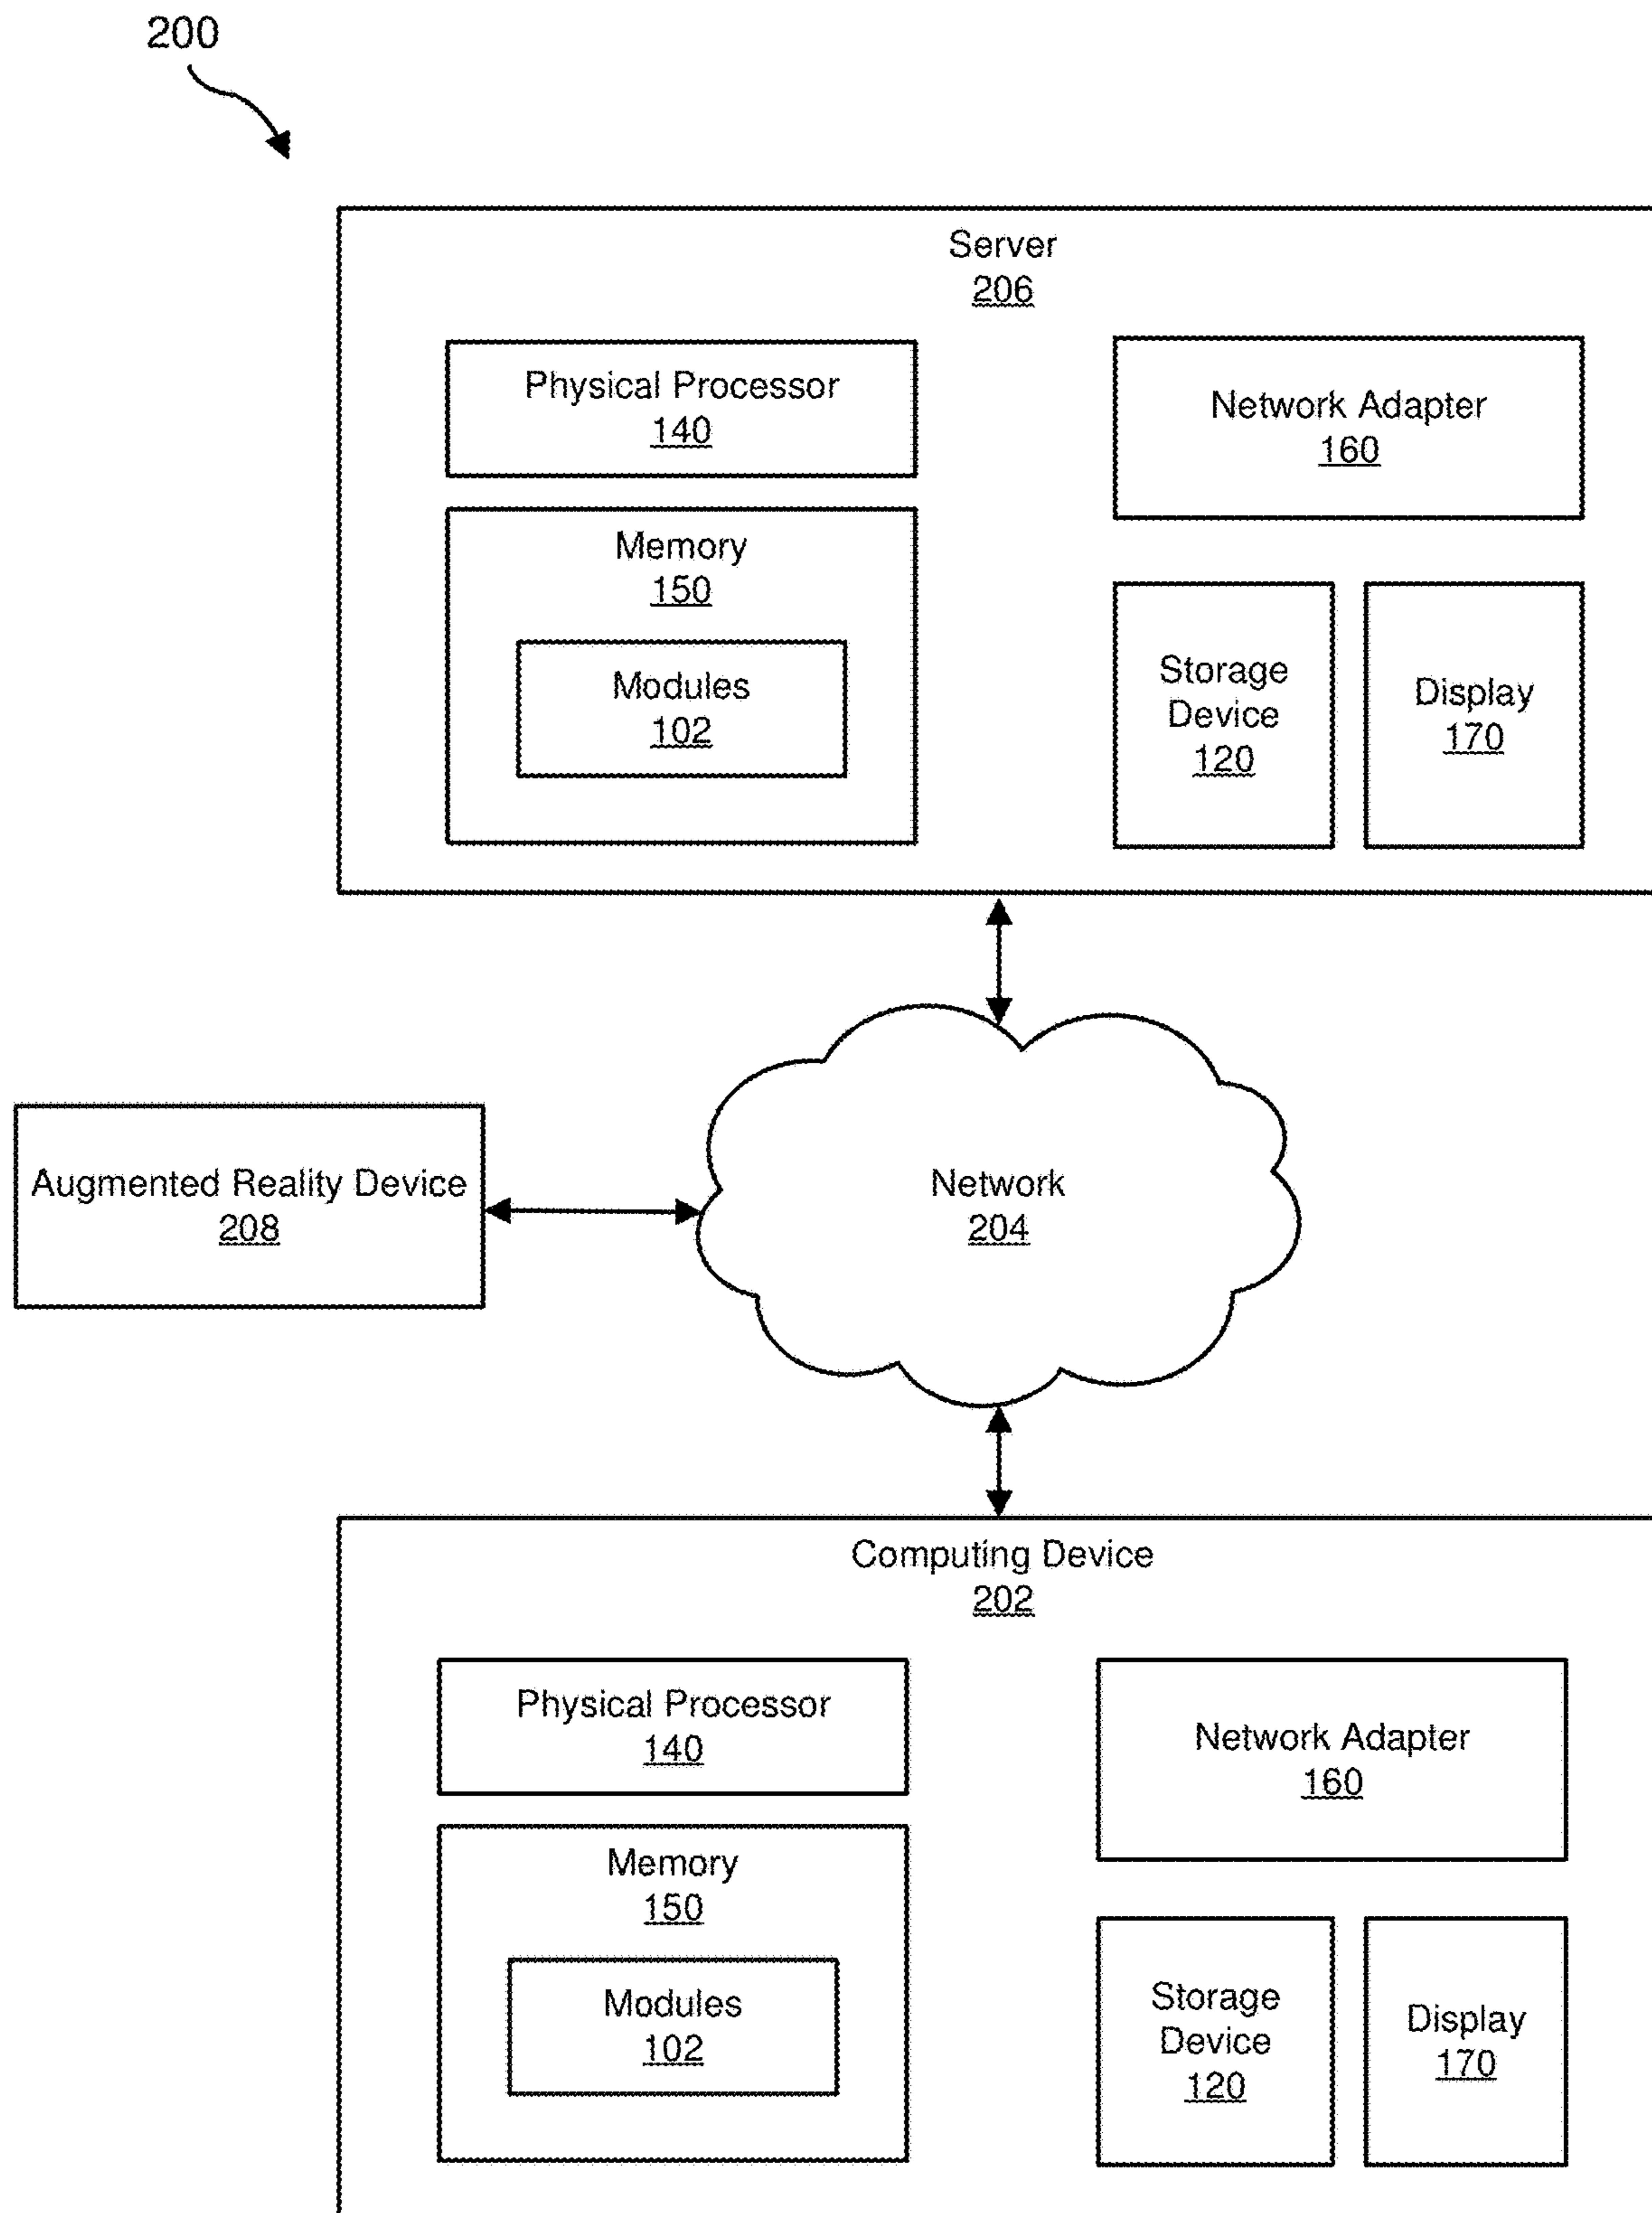 200
Server
206
Physical Processor
140
Network Adapter
160
Memory
150
Modules
102
Storage
Device
120
Display
170
Augmented Reality Device
208
Network
204
Computing Device
202
Physical Processor
140
Network Adapter
160
Memory
150
Modules
102
Storage
Device
120
Display
170